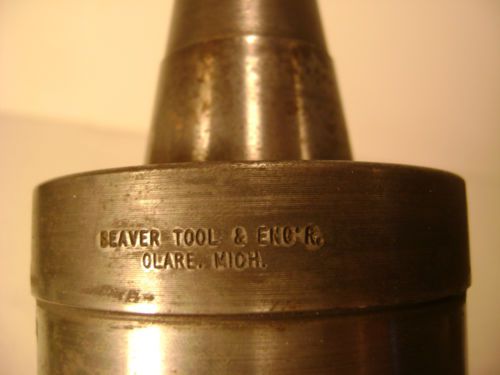 BEAVER TOOL & ENG'R.
CLARE. MICH.